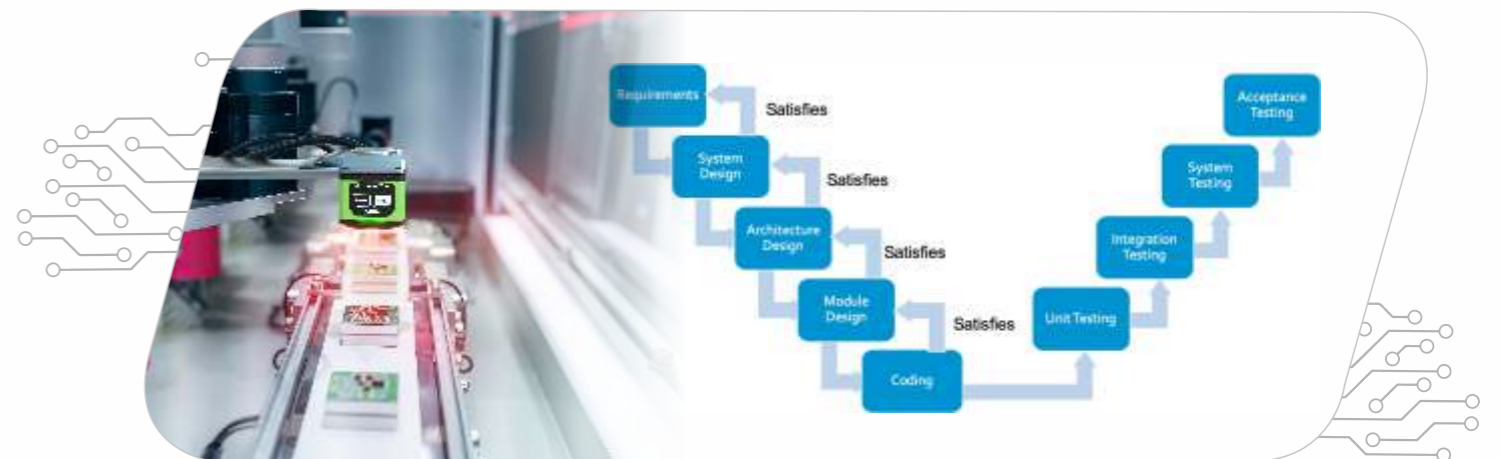 Requirements
Satisfies
System
Design
Satisfies
Architecture
Design
Satisfies
Module
Design
Satisfies
Coding
Unit Testing
Integration
Testing
System
Testing
Acceptance
Testing